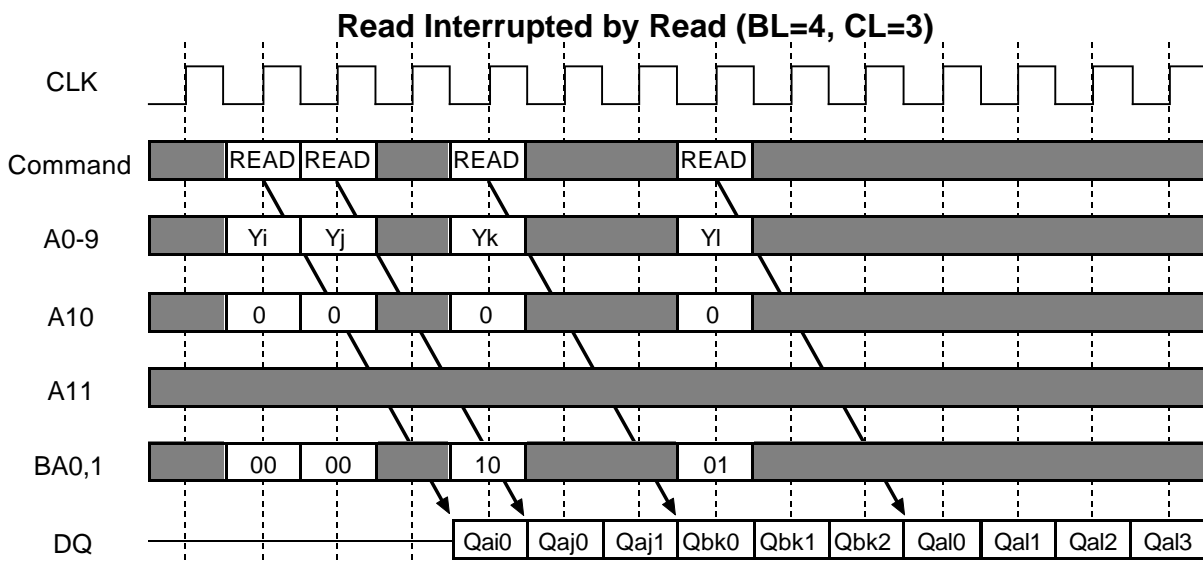 Read Interrupted by Read (BL=4, CL=3)
CLK
Command READ READ READ READ
A0-9 Yi Yj Yk Yl
A10 0 0 0 0
A11
BA0,1 00 00 10 01
DQ Qai0 Qaj0 Qaj1 Qbk0 Qbk1 Qbk2 Qal0 Qal1 Qal2 Qal3